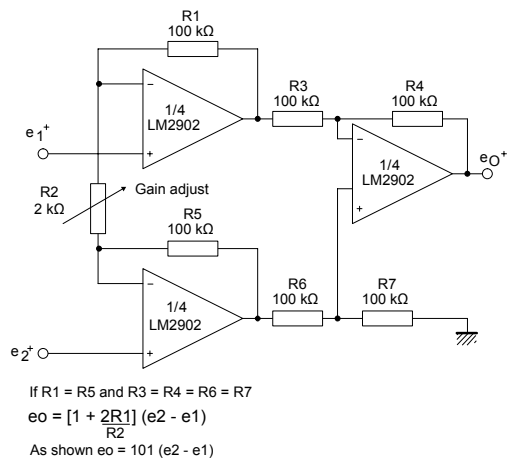 R1
100 kΩ
R3
100 kΩ
R4
100 kΩ
1/4
LM2902
e1+
1/4
LM2902
eO+
R2
2 kΩ
Gain adjust
R5
100 kΩ
R6
100 kΩ
R7
100 kΩ
1/4
LM2902
e2+
If R1 = R5 and R3 = R4 = R6 = R7
eo = [1 + 2R1] (e2 - e1)
R2
As shown eo = 101 (e2 - e1)